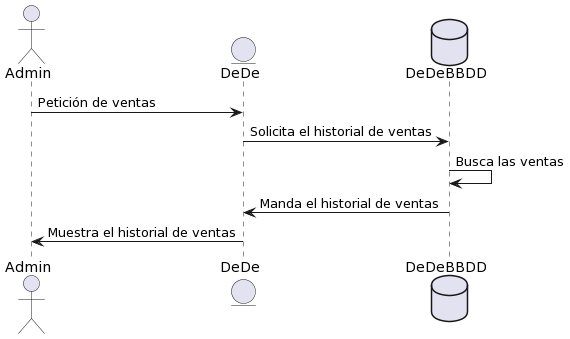 Admin
DeDe
DeDeBBDD
Petición de ventas
Solicita el historial de ventas
Busca las ventas
Manda el historial de ventas
Muestra el historial de ventas
Admin
DeDe
DeDeBBDD